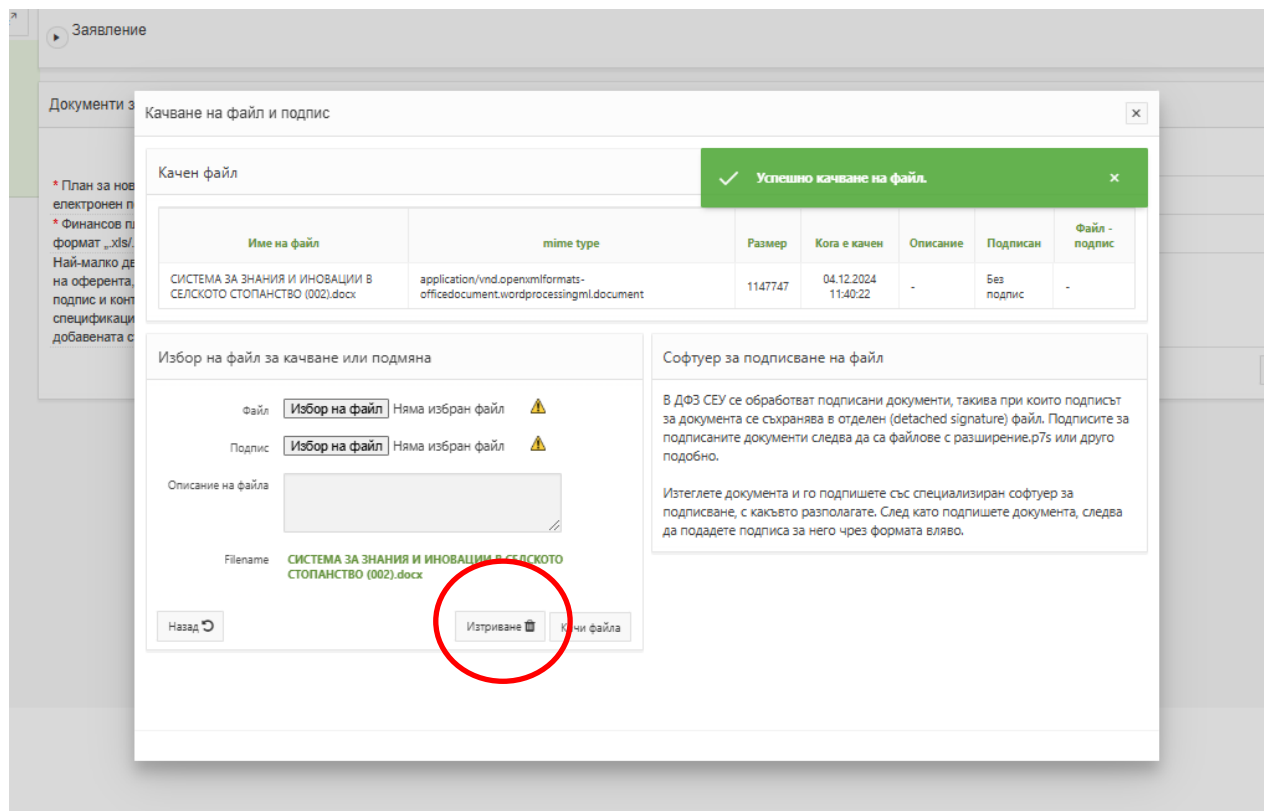 Заявление
Документи з
Качване на файл и подпис
Качен файл
Успешно качване на файл.
* План за нов
електронен п
* Финансов пл
формат „.xls/.
Най-малко дв
на оферента,
подпис и конт
спецификаци
добавената с
Име на файл mime type Размер Кога е качен Описание Подписан Файл -
подпис
СИСТЕМА ЗА ЗНАНИЯ И ИНОВАЦИИ В
СЕЛСКОТО СТОПАНСТВО (002).docx
application/vnd.openxmlformats-
officedocument.wordprocessingml.document
1147747
04.12.2024
11:40:22
-
Без
подпис
-
Избор на файл за качване или подмяна
Файл Избор на файл Няма избран файл
Подпис Избор на файл Няма избран файл
Описание на файла
Filename СИСТЕМА ЗА ЗНАНИЯ И ИНОВАЦИИ В СЕЛСКОТО
СТОПАНСТВО (002).docx
Назад Изтриване Качи файла
Софтуер за подписване на файл
В ДФЗ СЕУ се обработват подписани документи, такива при които подписът
за документа се съхранява в отделен (detached signature) файл. Подписите за
подписаните документи следва да са файлове с разширение.p7s или друго
подобно.
Изтеглете документа и го подпишете със специализиран софтуер за
подписване, с какъвто разполагате. След като подпишете документа, следва
да подадете подписа за него чрез формата вляво.